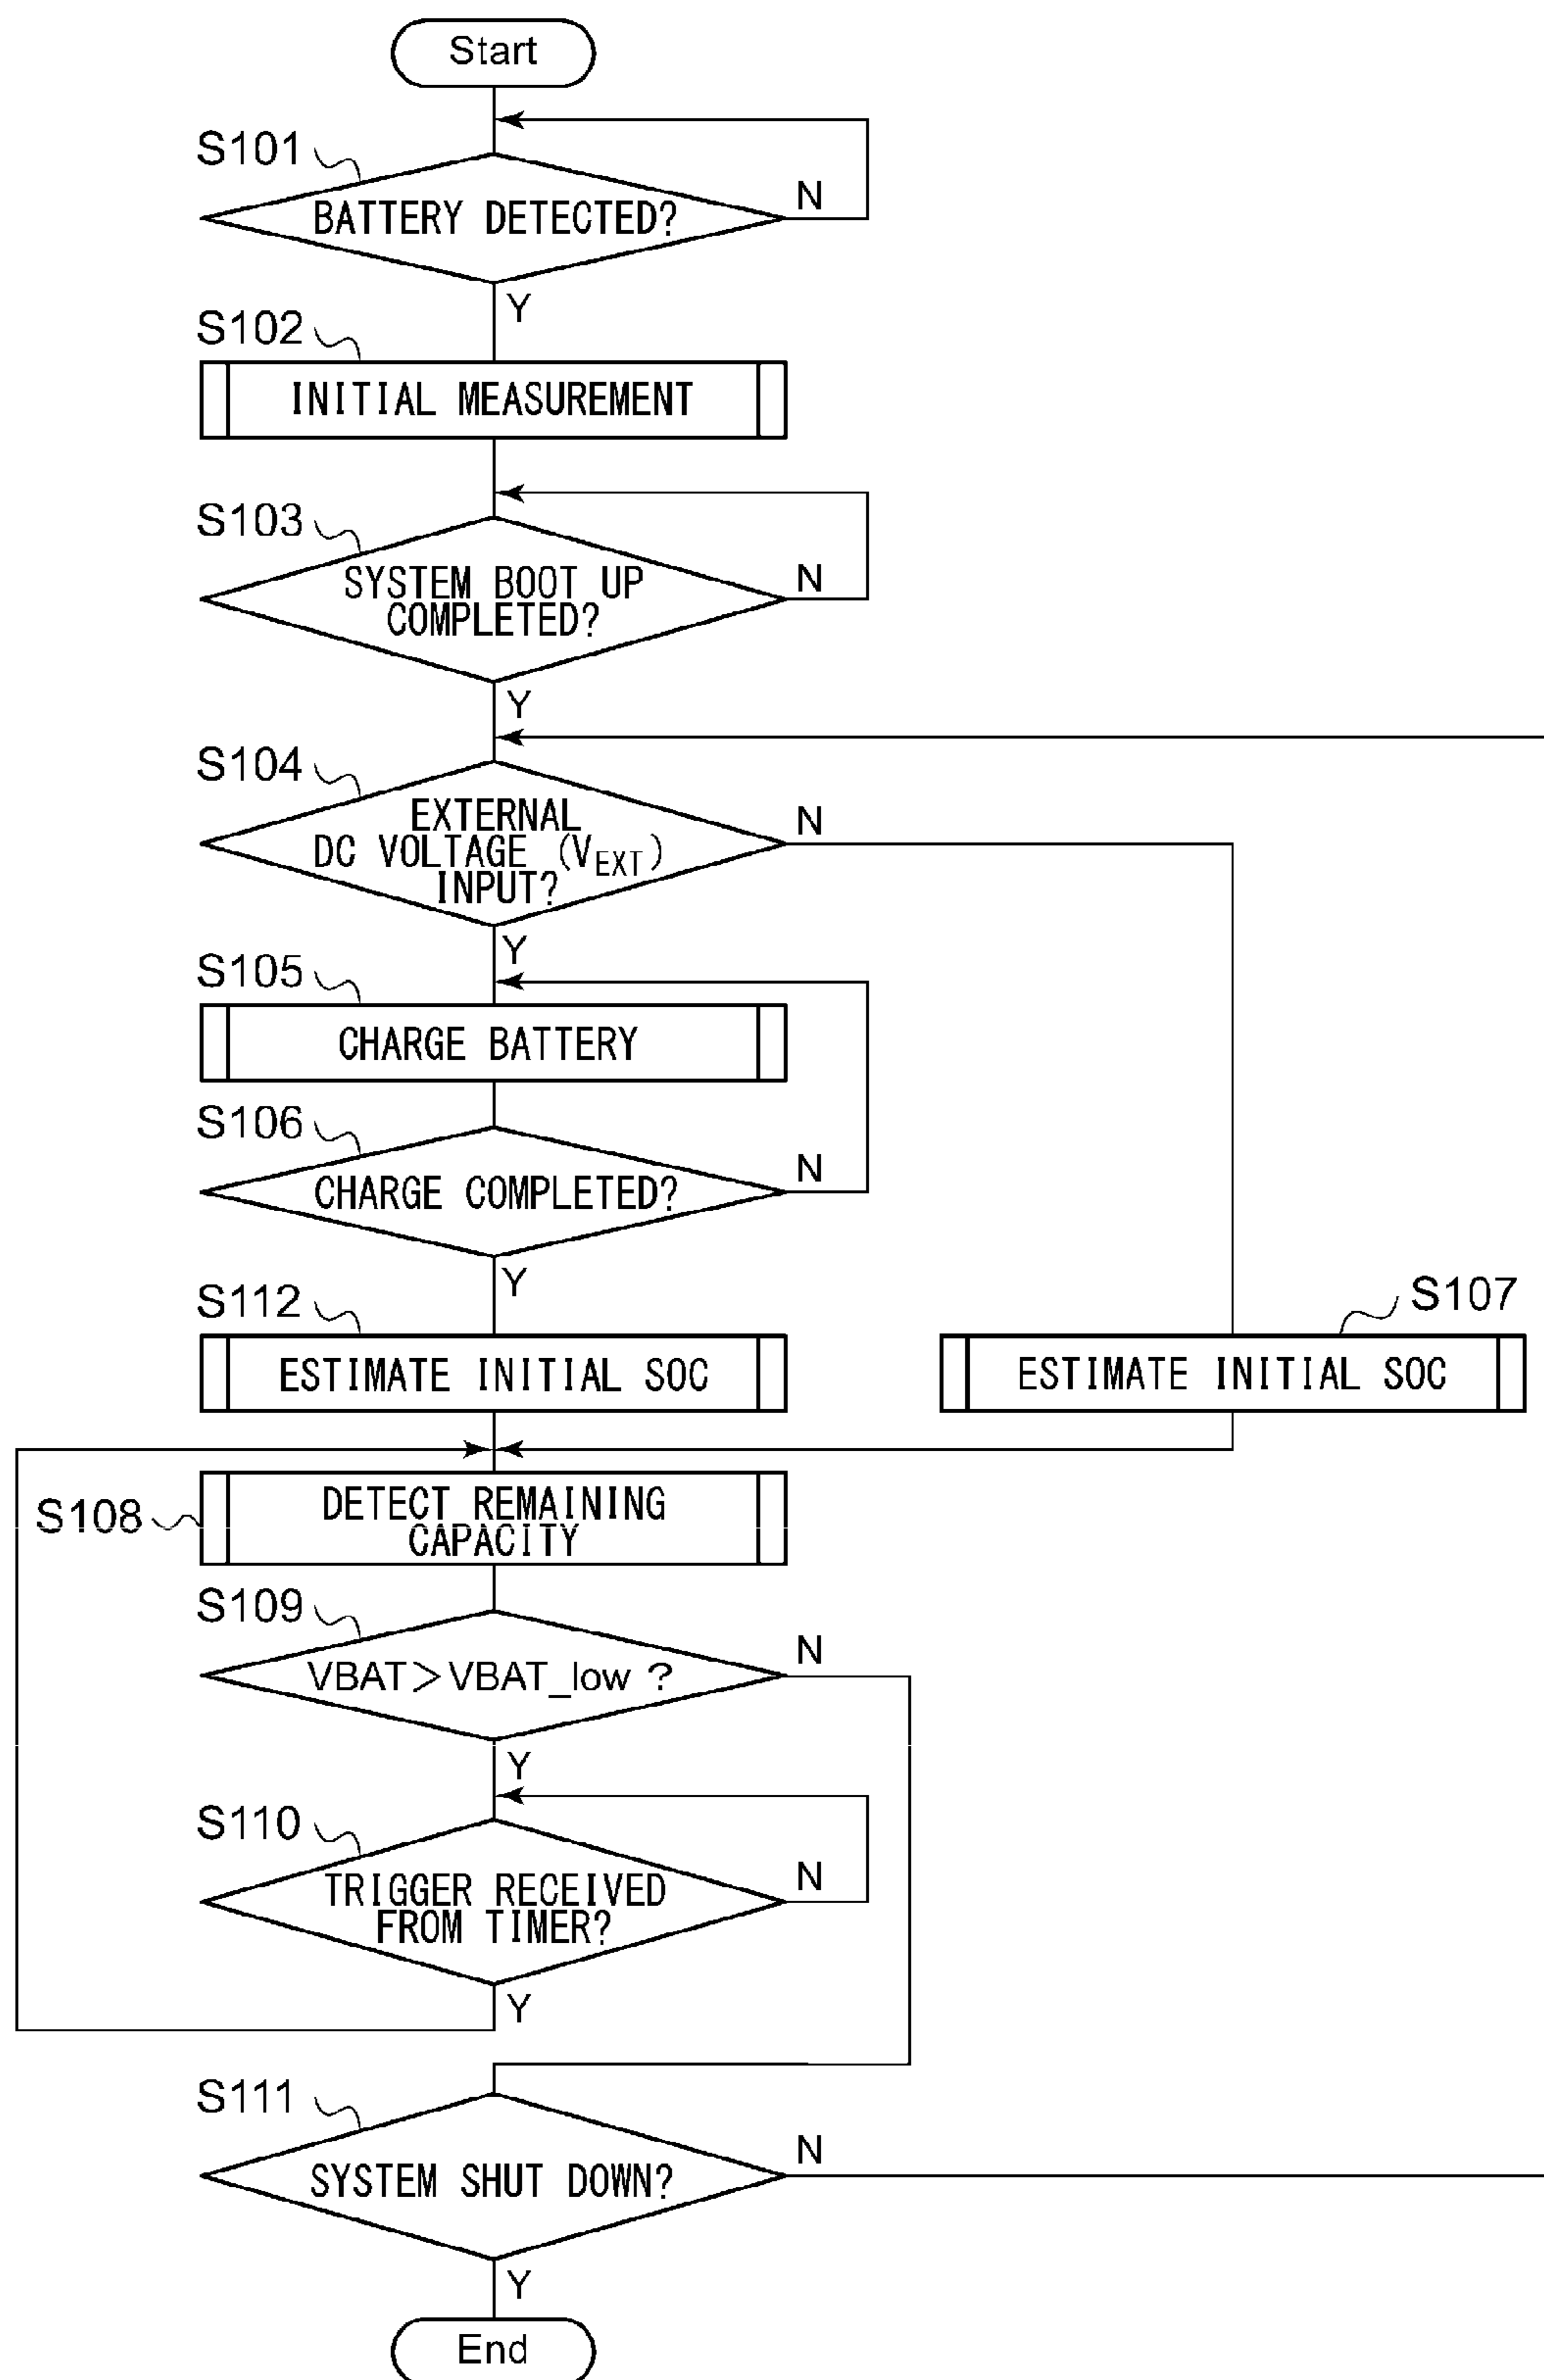 Start
S101
BATTERY DETECTED?
N
Y
S102
INITIAL MEASUREMENT
S103
SYSTEM BOOT UP
COMPLETED?
N
Y
S104
EXTERNAL
DC VOLTAGE (VEXT)
INPUT?
N
Y
S105
CHARGE BATTERY
S106
CHARGE COMPLETED?
N
Y
S112
ESTIMATE INITIAL SOC
S107
ESTIMATE INITIAL SOC
S108
DETECT REMAINING
CAPACITY
S109
VBAT>VBAT_low ?
N
Y
S110
TRIGGER RECEIVED
FROM TIMER?
N
Y
S111
SYSTEM SHUT DOWN?
N
Y
End